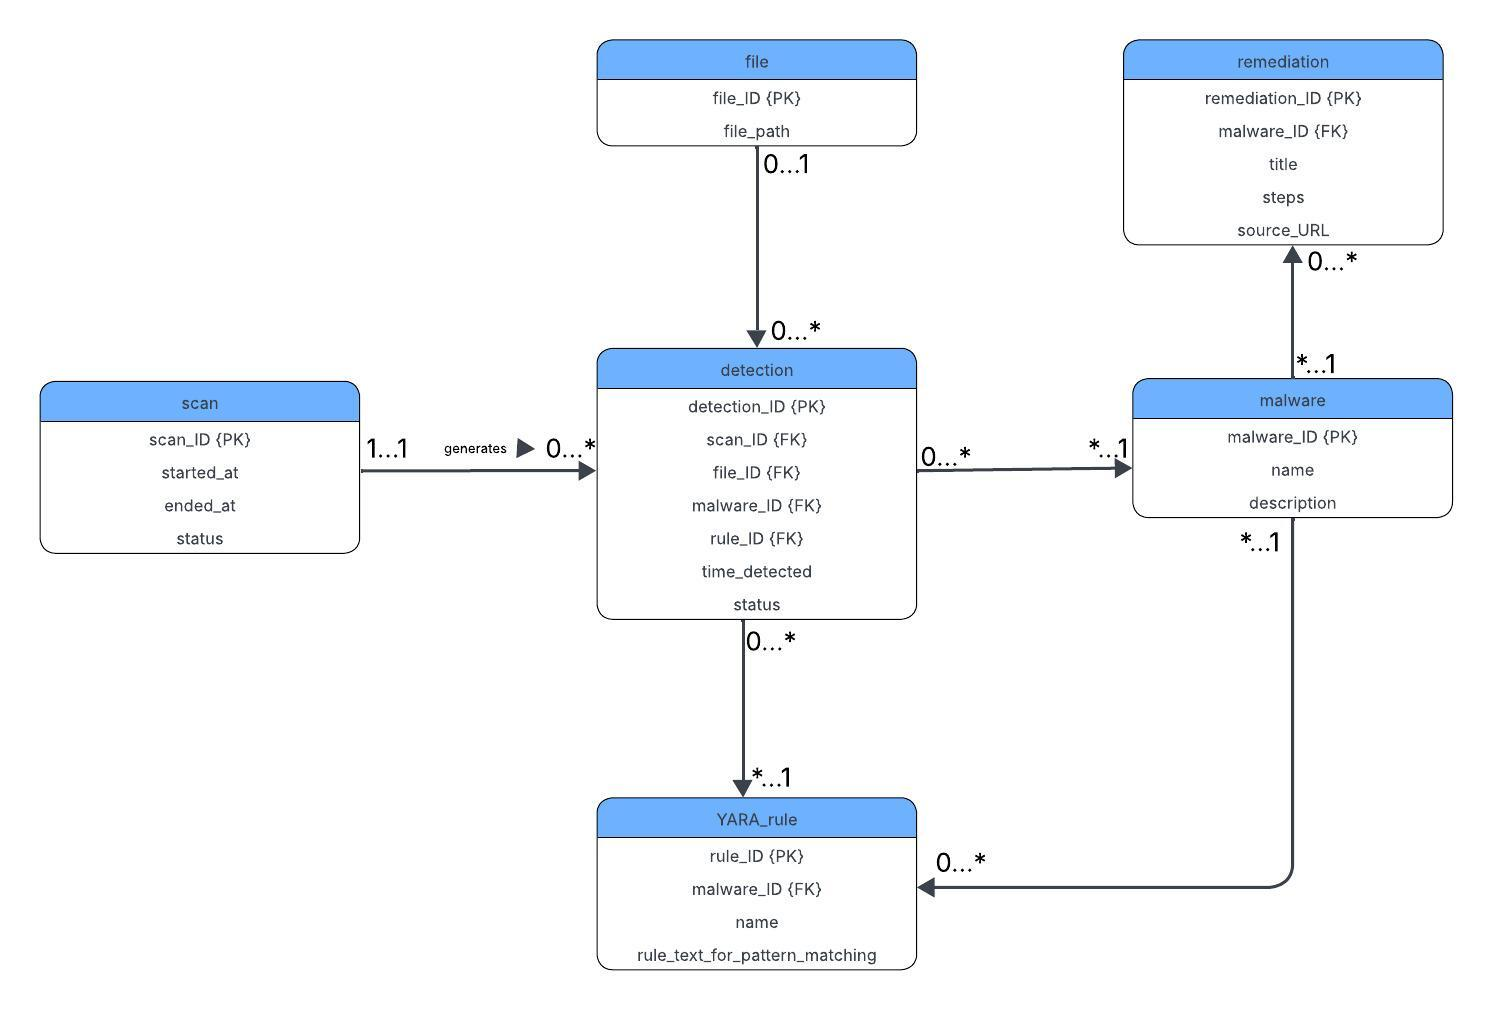 file
file_ID {PK}
file_path
0...1
0...*
remediation
remediation_ID {PK}
malware_ID {FK}
title
steps
source_URL
0...*
*...1
scan
scan_ID {PK}
started_at
ended_at
status
1...1
generates
0...*
detection
detection_ID {PK}
scan_ID {FK}
file_ID {FK}
malware_ID {FK}
rule_ID {FK}
time_detected
status
0...*
*...1
malware
malware_ID {PK}
name
description
*...1
0...*
*...1
YARA_rule
rule_ID {PK}
malware_ID {FK}
name
rule_text_for_pattern_matching
0...*